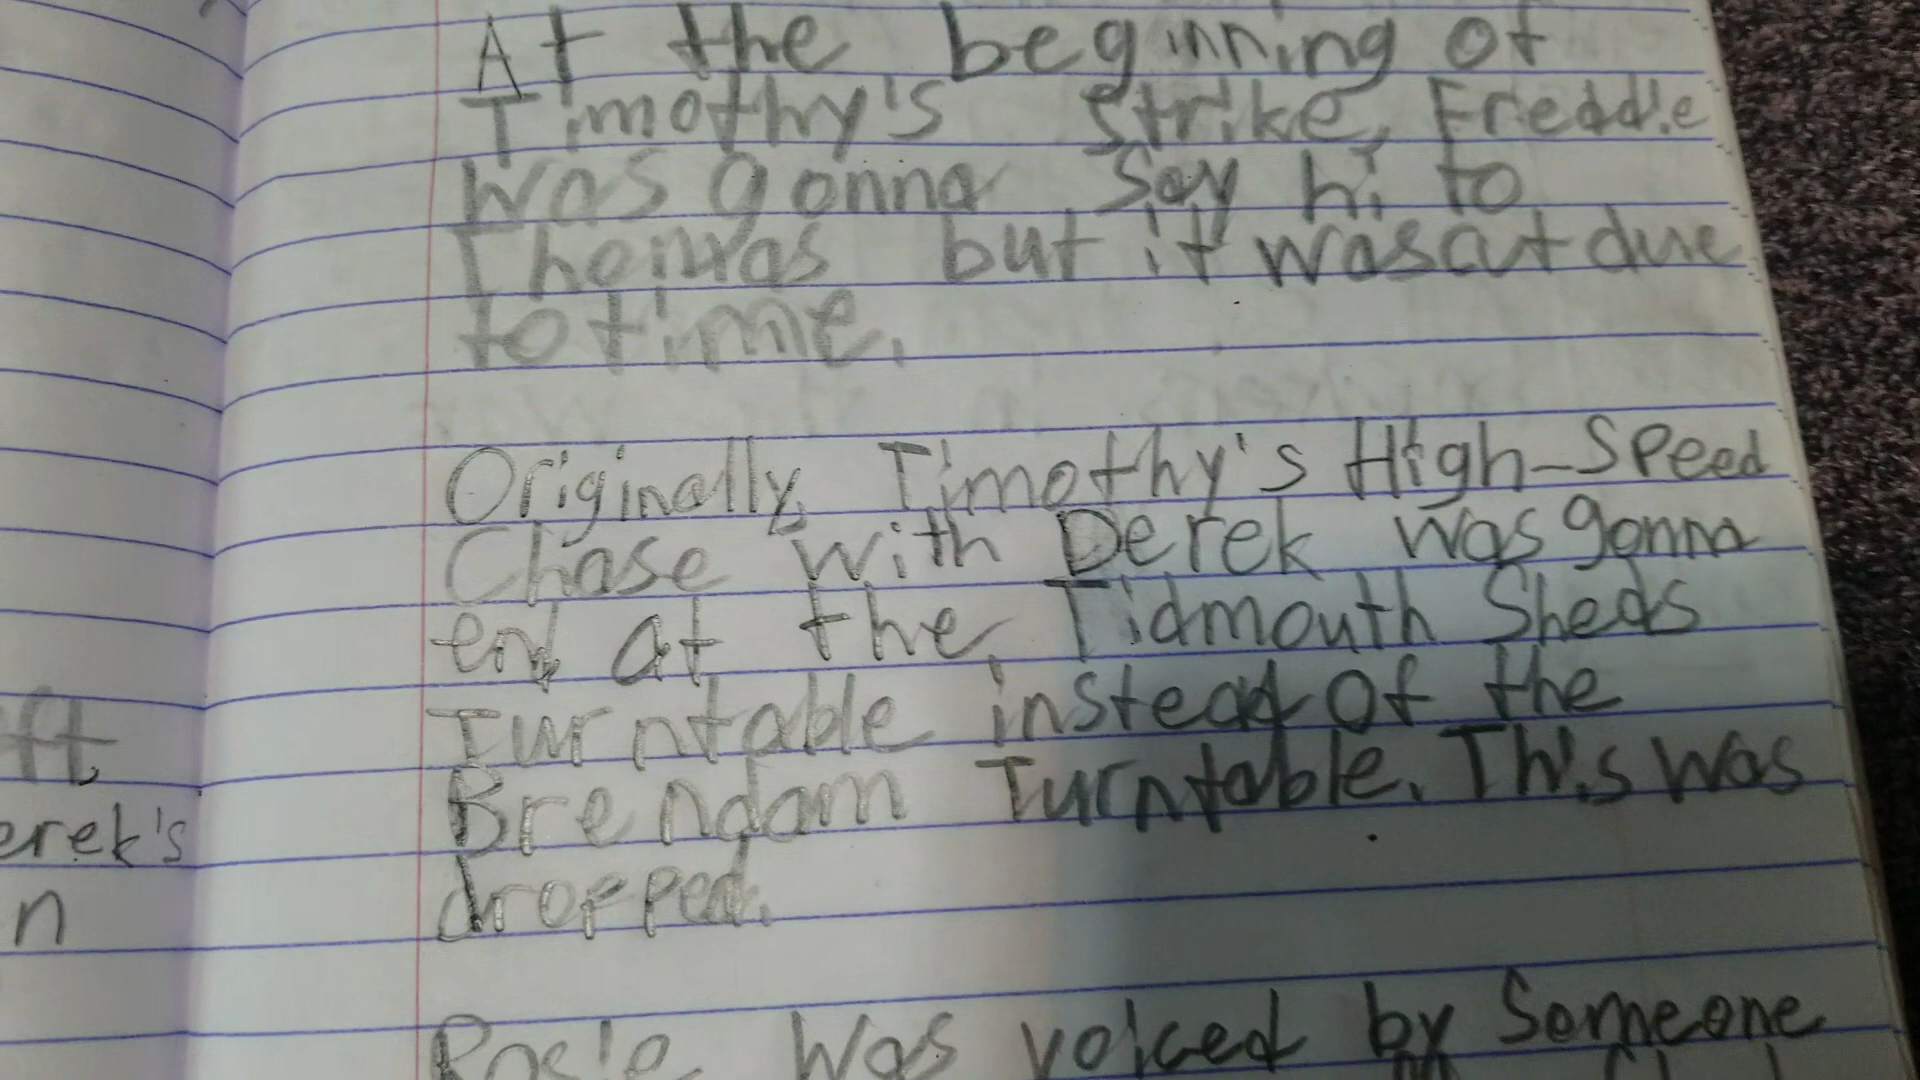 At the beginning of
Timothy's Strike, Freddie
was gonna say hi to
Thomas but it was cut due
to time.
Originally, Timothy's High-Speed
Chase with Derek was gonna
end at the, Tidmouth Sheds
Turntable instead of the
Brendam Turntable. This was
dropped.
Rosie was voiced by Someone
ft,
erek's
n